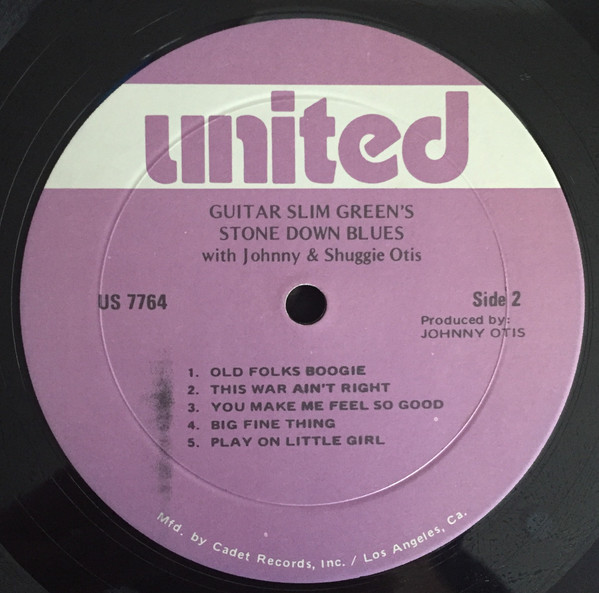 united
GUITAR SLIM GREEN'S
STONE DOWN BLUES
with Johnny & Shuggie Otis
US 7764
Side 2
Produced by:
JOHNNY OTIS
1. OLD FOLKS BOOGIE
2. THIS WAR AIN'T RIGHT
3. YOU MAKE ME FEEL SO GOOD
4. BIG FINE THING
5. PLAY ON LITTLE GIRL
Mfd. by Cadet Records, Inc. / Los Angeles, Ca.